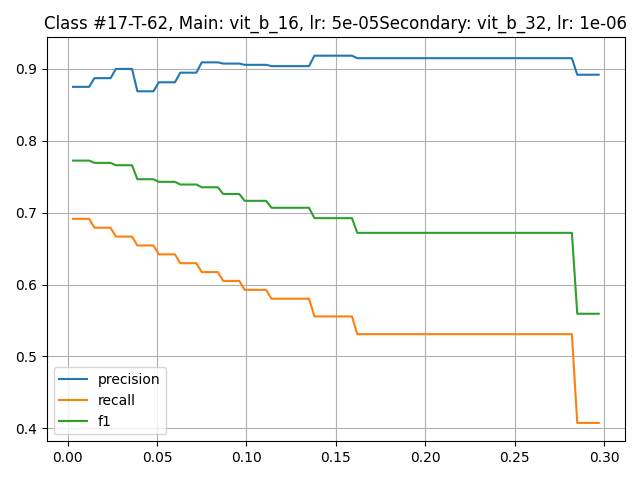 Class #17-T-62, Main: vit_b_16, lr: 5e-05Secondary: vit_b_32, lr: 1e-06
0.9
0.8
0.7
0.6
0.5
0.4
precision
recall
f1
0.00 0.05 0.10 0.15 0.20 0.25 0.30